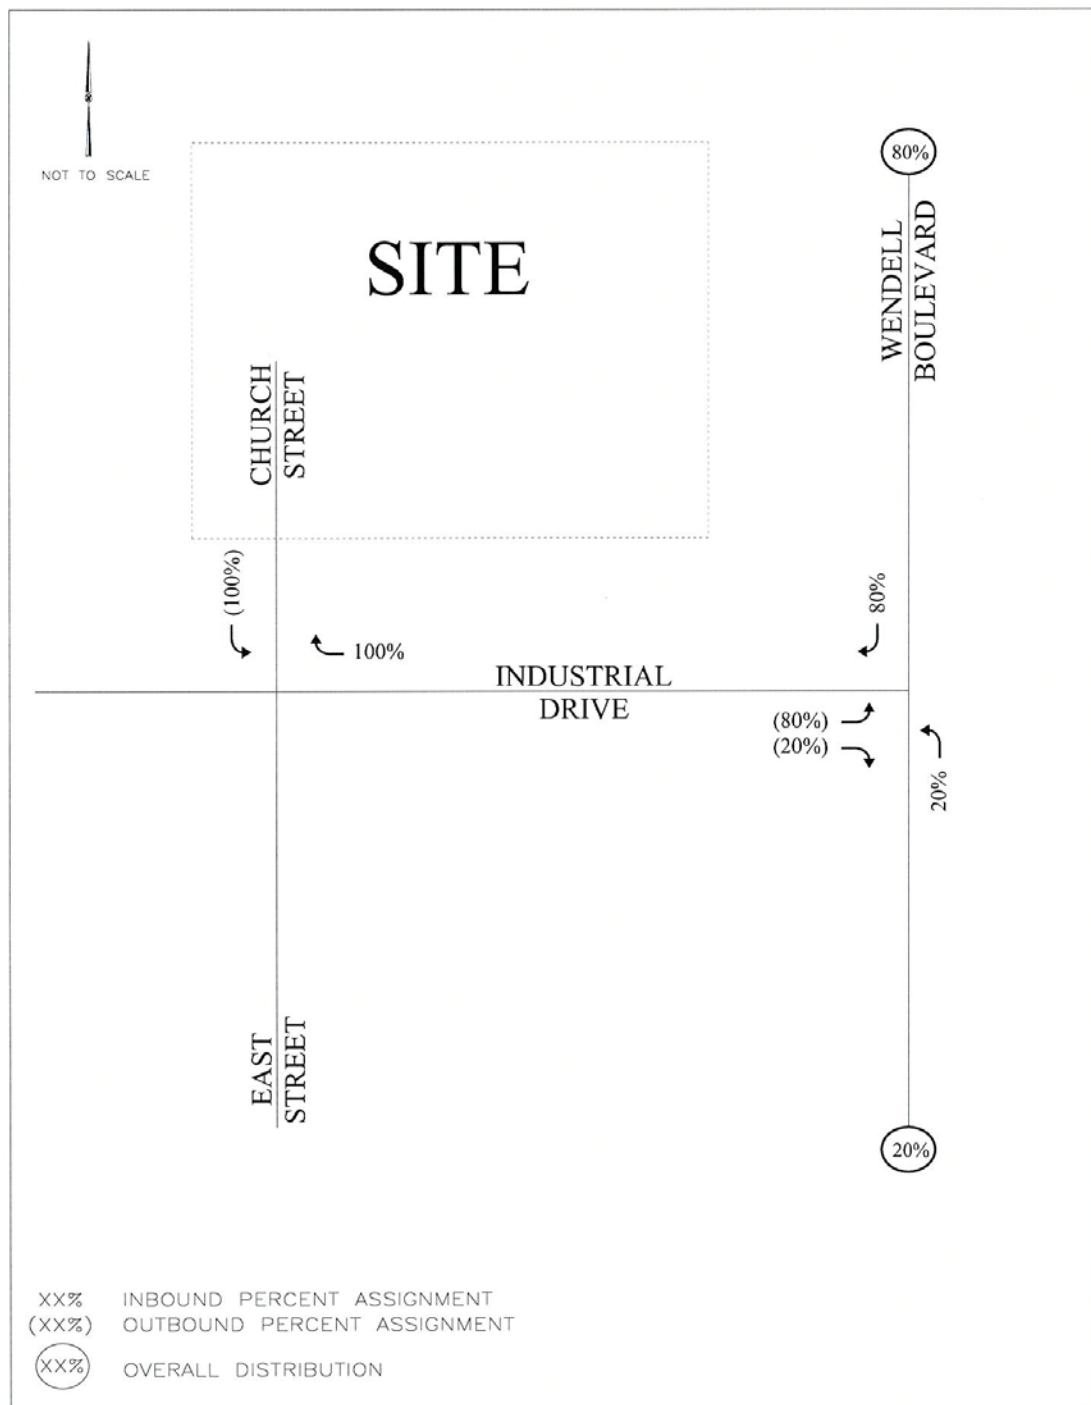 NOT TO SCALE
80%
WENDELL
BOULEVARD
SITE
CHURCH
STREET
(100%)
100%
80%
INDUSTRIAL
DRIVE
(80%)
(20%)
20%
EAST
STREET
20%
XX% INBOUND PERCENT ASSIGNMENT
(XX%) OUTBOUND PERCENT ASSIGNMENT
XX% OVERALL DISTRIBUTION